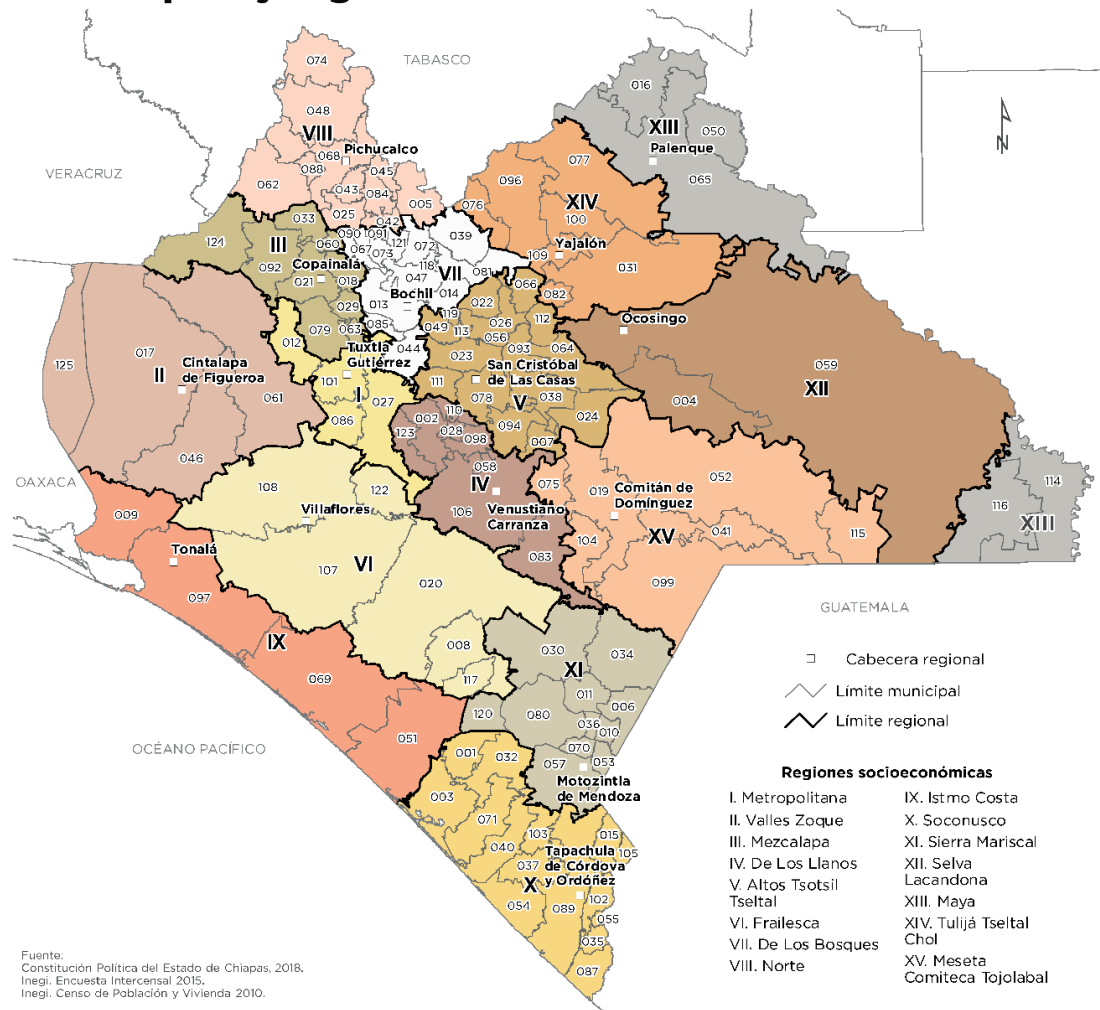 TABASCO
VERACRUZ
OAXACA
OCÉANO PACÍFICO
GUATEMALA
N
074
016
048
VIII
XIII
050
068
Pichucalco
Palenque
088
045
077
062
043
084
096
065
XIV
025
042
005
076
100
033
090
091
121
072
039
124
III
060
067
073
Yajalón
092
118
VII
109
031
Copainalá
047
081
021
018
014
066
082
013
Bochil
022
029
119
026
112
Ocosingo
079
063
085
049
113
056
012
Tuxtla
Gutiérrez
044
023
093
064
017
125
II
Cintalapa
de Figueroa
San Cristóbal
de Las Casas
059
XII
101
111
061
I
027
078
V
038
004
086
002
110
094
024
123
028
098
007
046
058
052
108
122
IV
075
019
Comitán de
Domínguez
114
009
Villaflores
106
Venustiano
Carranza
116
XIII
104
XV
041
115
Tonalá
083
107
VI
020
099
097
IX
008
030
034
XI
069
117
011
006
120
080
036
010
051
070
001
032
057
053
Motozintla
de Mendoza
003
071
103
015
040
105
Tapachula
de Córdova
y Ordóñez
037
X
054
089
102
055
035
087
Cabecera regional
Límite municipal
Límite regional
Regiones socioeconómicas
I. Metropolitana
II. Valles Zoque
III. Mezcalapa
IV. De Los Llanos
V. Altos Tsotsil
Tseltal
VI. Frailesca
VII. De Los Bosques
VIII. Norte
IX. Istmo Costa
X. Soconusco
XI. Sierra Mariscal
XII. Selva
Lacandona
XIII. Maya
XIV. Tulijá Tseltal
Chol
XV. Meseta
Comiteca Tojolabal
Fuente:
Constitución Política del Estado de Chiapas, 2018.
Inegi. Encuesta Intercensal 2015.
Inegi. Censo de Población y Vivienda 2010.